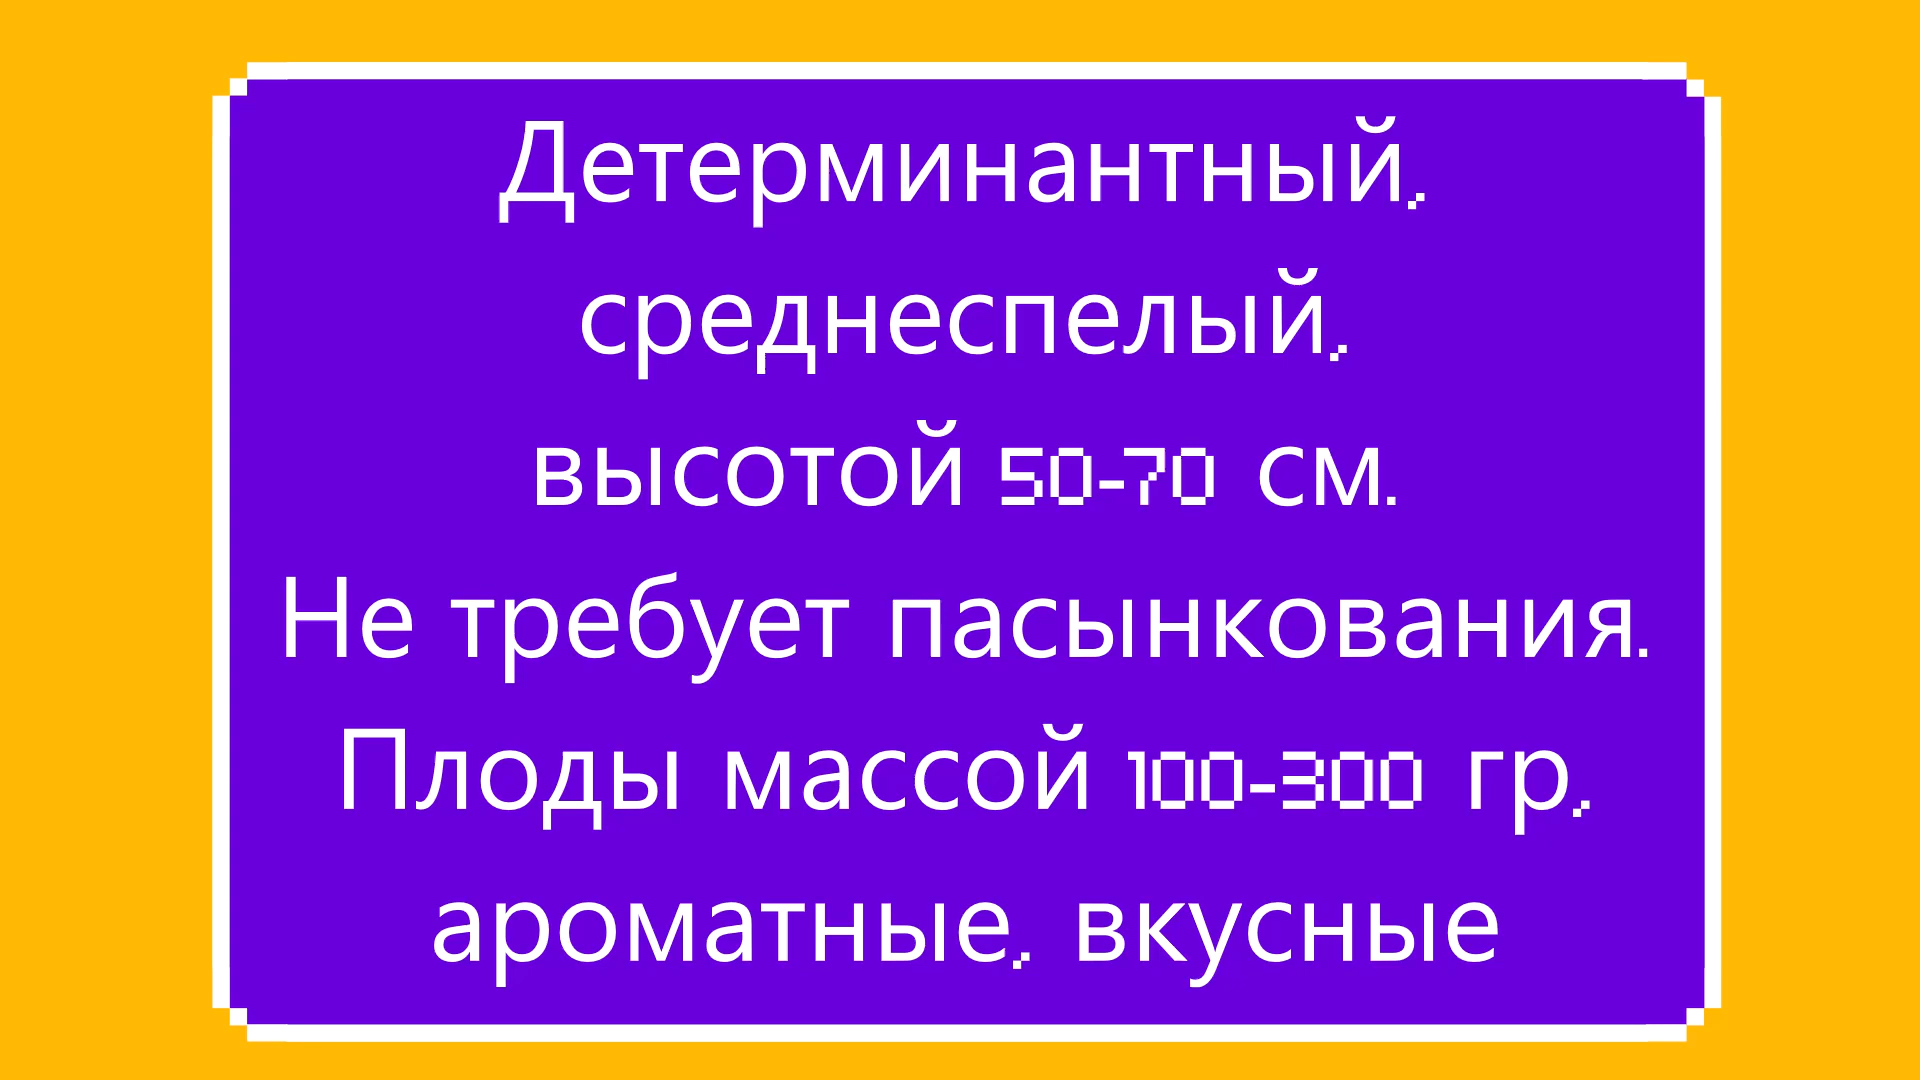 Детерминантный,
среднеспелый,
высотой 50-70 см.
Не требует пасынкования.
Плоды массой 100-300 гр,
ароматные, вкусные